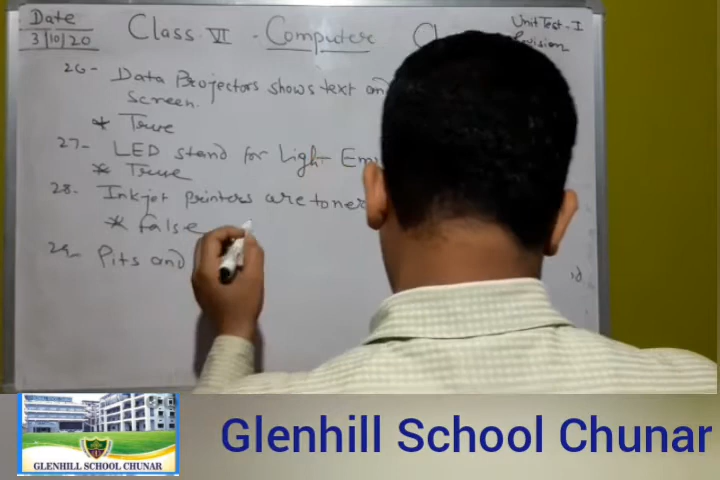 Date
3/10/20
Class VI - Computer
Unit Test - I
Revision
26- Data Projectors shows text and
screen.
* True
27- LED stand for Light
* True
28. Inkjet printers are toner
* false
29- Pits and
GLENHILL SCHOOL CHUNAR
Glenhill School Chunar